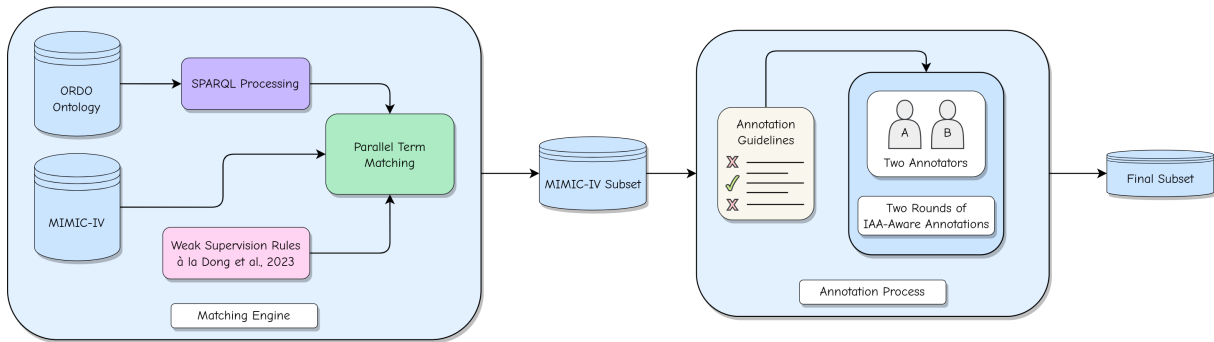 ORDO
Ontology
SPARQL Processing
Parallel Term
Matching
MIMIC-IV
Weak Supervision Rules
à la Dong et al., 2023
Matching Engine
MIMIC-IV Subset
Annotation
Guidelines
A
B
Two Annotators
Two Rounds of
IAA-Aware Annotations
Annotation Process
Final Subset